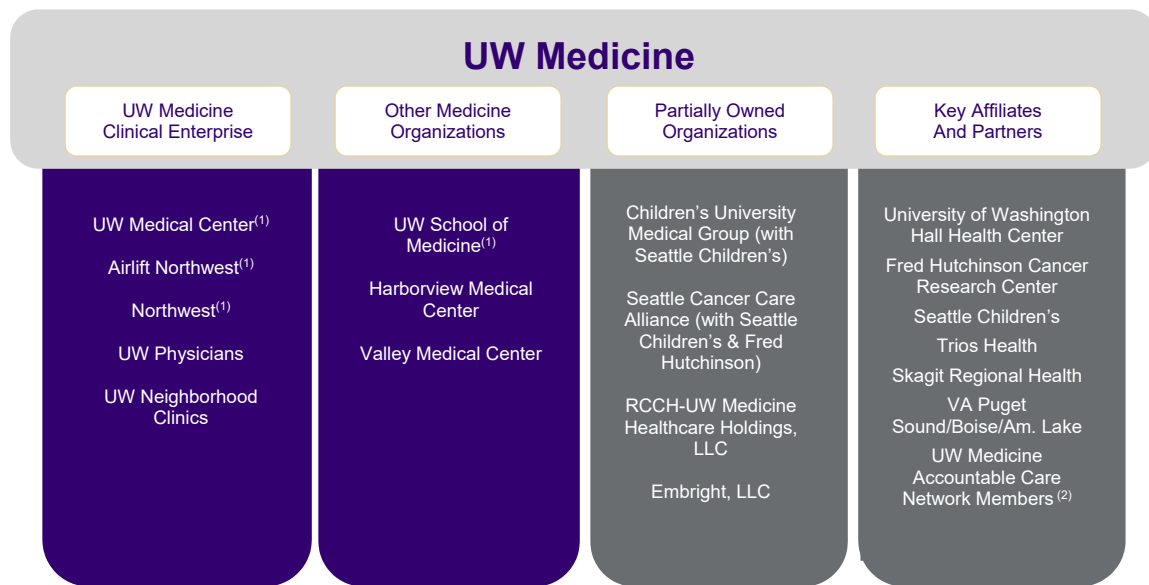 UW Medicine
UW Medicine
Clinical Enterprise
Other Medicine
Organizations
Partially Owned
Organizations
Key Affiliates
And Partners
UW Medical Center(1)
Airlift Northwest(1)
Northwest(1)
UW Physicians
UW Neighborhood
Clinics
UW School of
Medicine(1)
Harborview Medical
Center
Valley Medical Center
Children’s University
Medical Group (with
Seattle Children’s)
Seattle Cancer Care
Alliance (with Seattle
Children’s & Fred
Hutchinson)
RCCH-UW Medicine
Healthcare Holdings,
LLC
Embright, LLC
University of Washington
Hall Health Center
Fred Hutchinson Cancer
Research Center
Seattle Children’s
Trios Health
Skagit Regional Health
VA Puget
Sound/Boise/Am. Lake
UW Medicine
Accountable Care
Network Members (2)